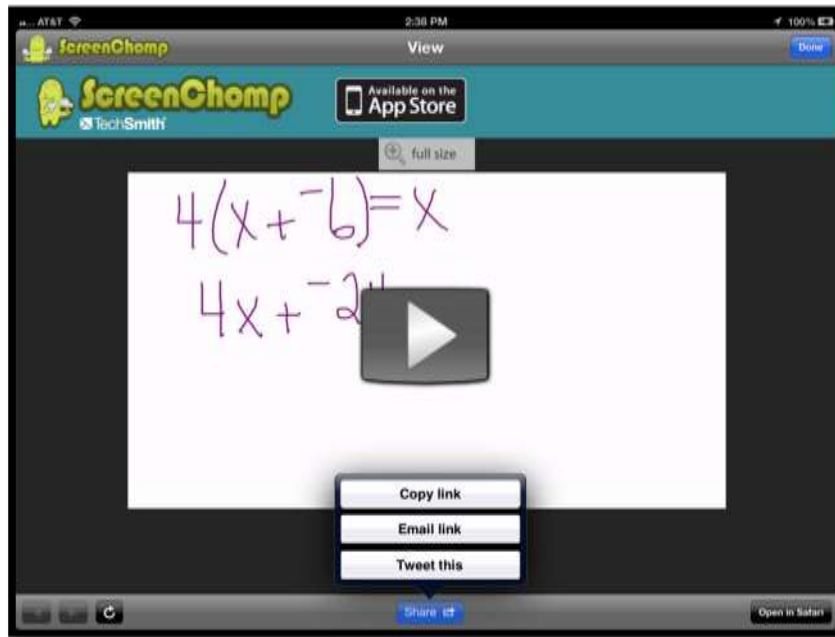 AT&T 2:38 PM 100%
ScreenChomp View Done
ScreenChomp
TechSmith
Available on the
App Store
full size
4(x + ⁻6) = x
4x + ⁻24
Copy link
Email link
Tweet this
Share Open in Safari